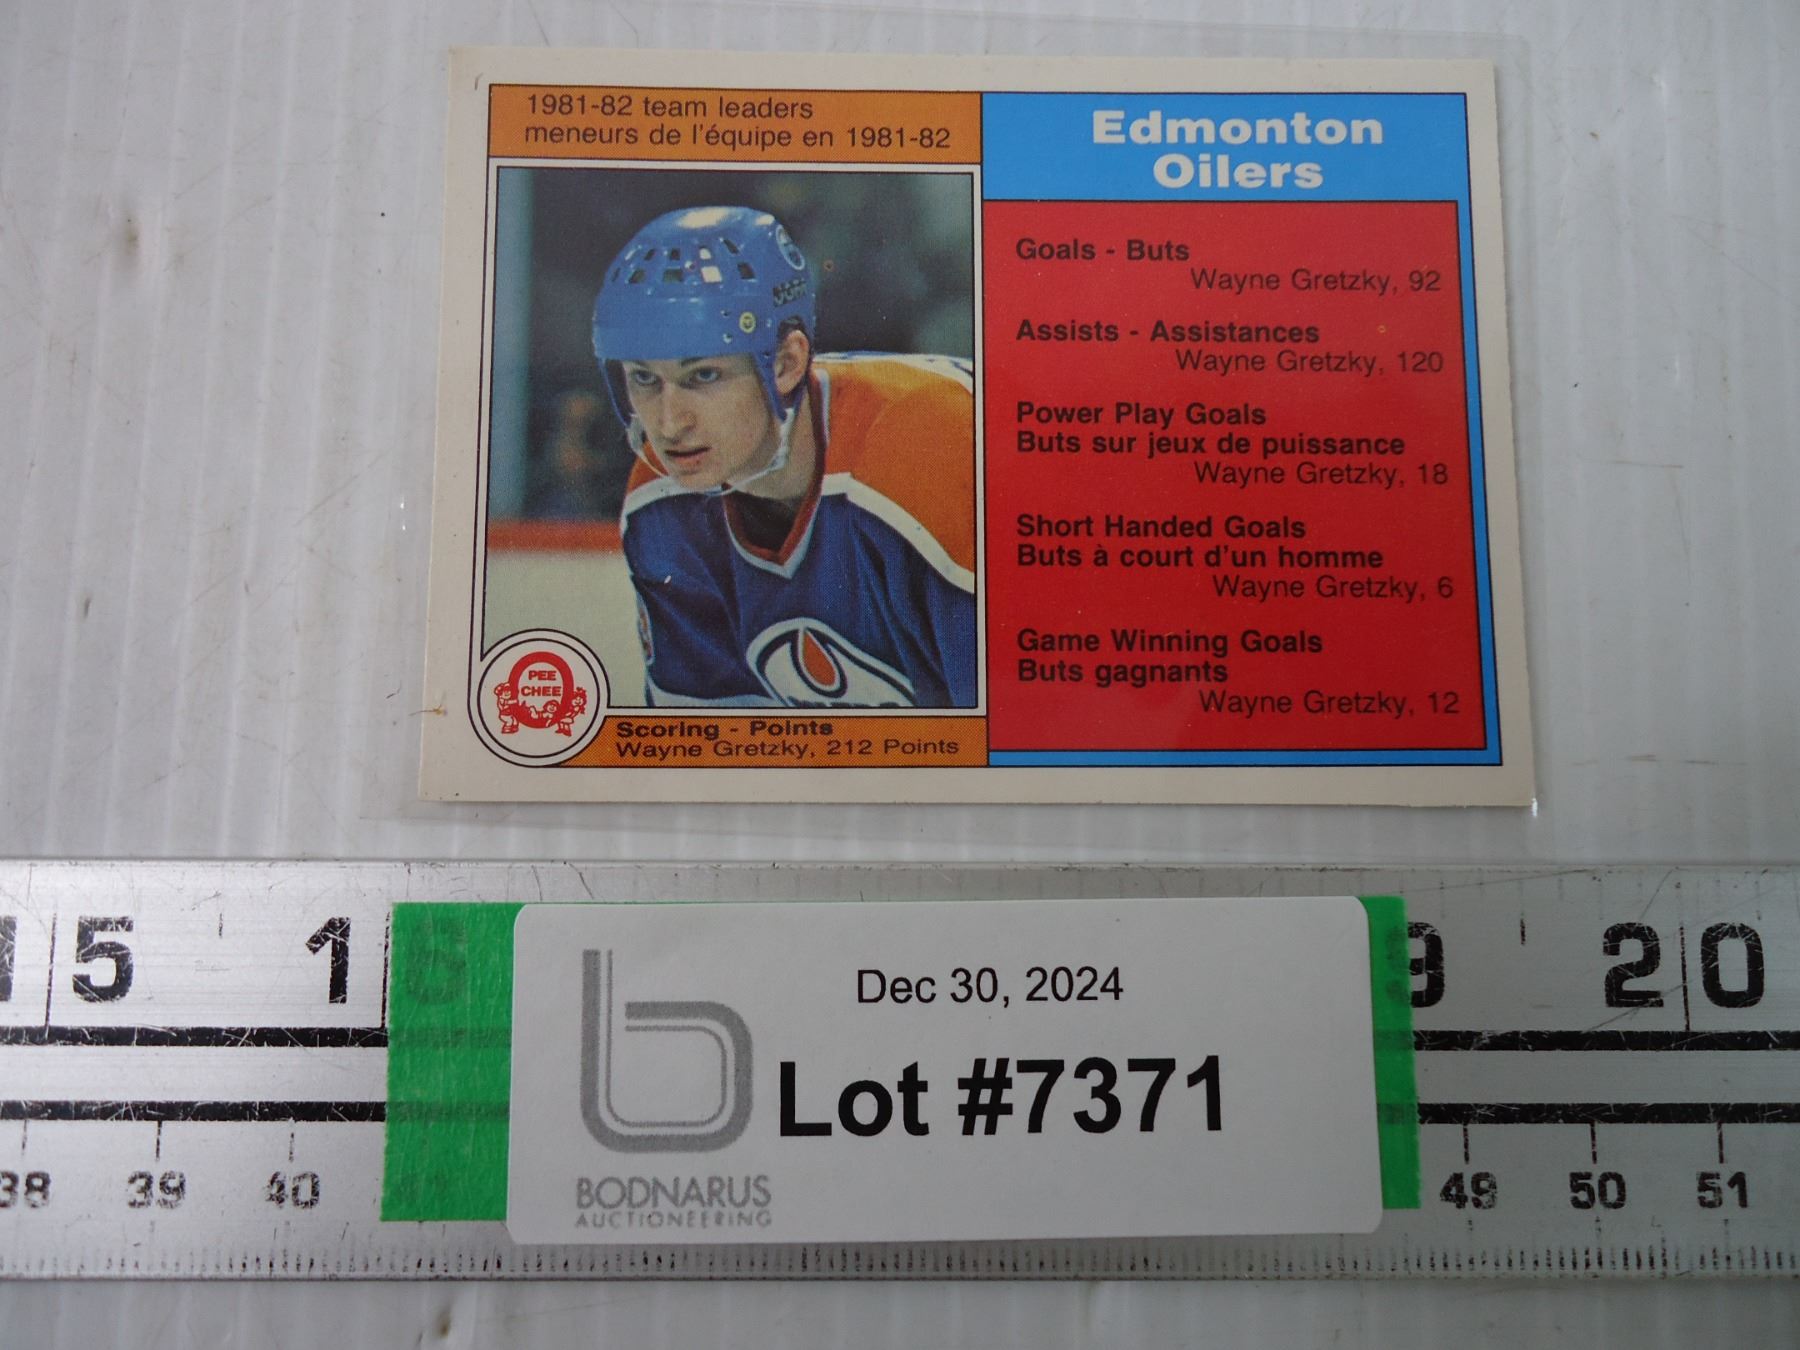 1981-82 team leaders
meneurs de l'équipe en 1981-82
Edmonton
Oilers
Goals - Buts
Wayne Gretzky, 92
Assists - Assistances
Wayne Gretzky, 120
Power Play Goals
Buts sur jeux de puissance
Wayne Gretzky, 18
Short Handed Goals
Buts à court d'un homme
Wayne Gretzky, 6
Game Winning Goals
Buts gagnants
Wayne Gretzky, 12
PEE
CHEE
Scoring - Points
Wayne Gretzky, 212 Points
15 1 9 20
Dec 30, 2024
Lot #7371
BODNARUS
AUCTIONEERING
38 39 40 49 50 51